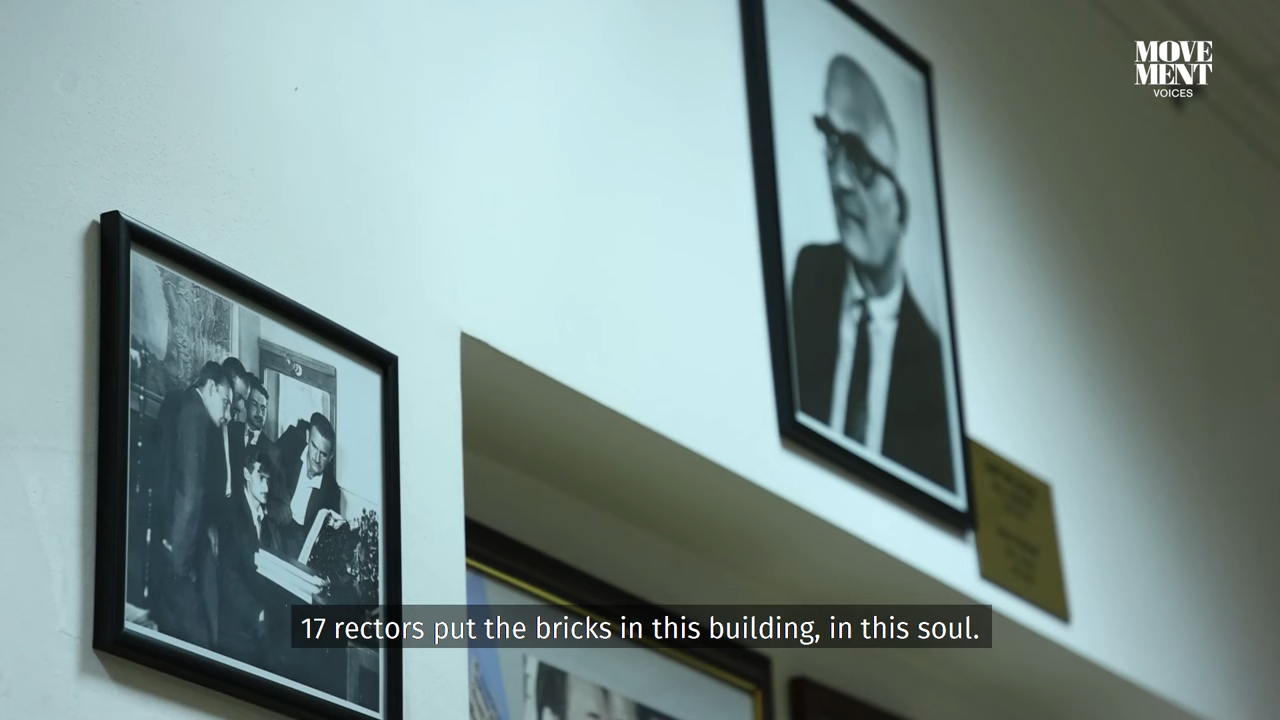 MOVE
MENT
VOICES
17 rectors put the bricks in this building, in this soul.